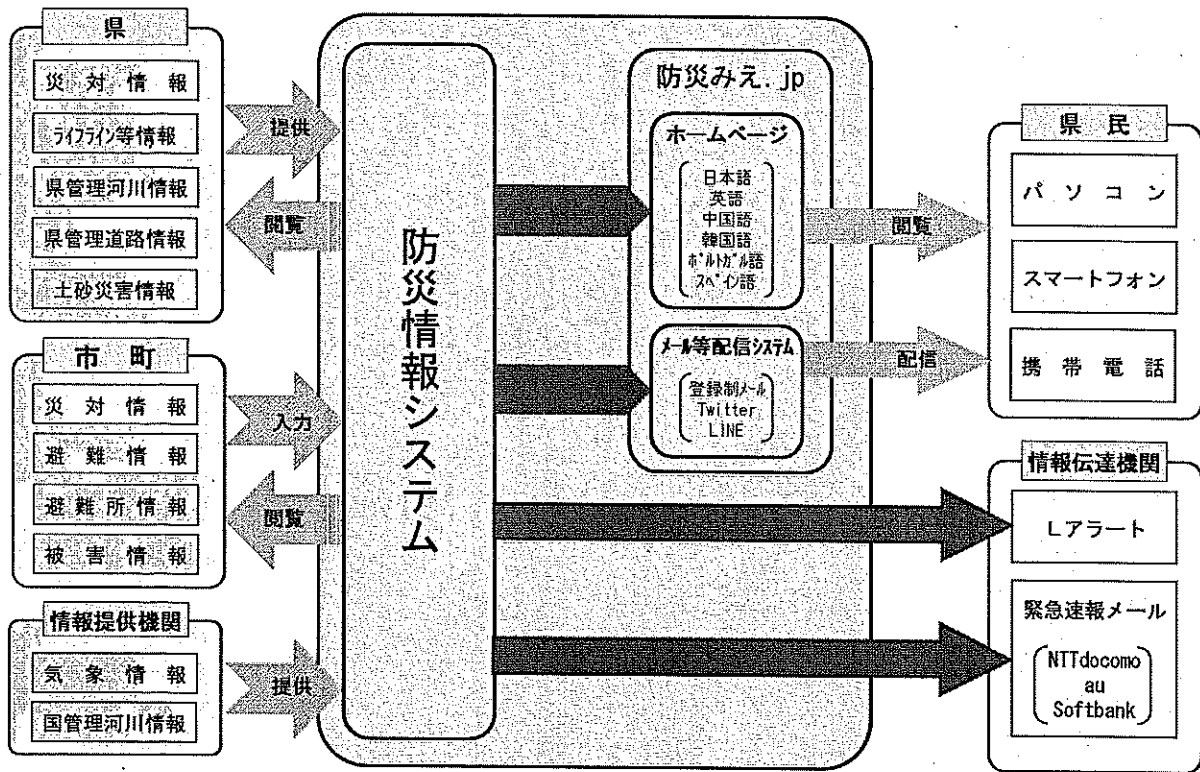 県
災対情報
ライフライン等情報
県管理河川情報
県管理道路情報
土砂災害情報
提供
閲覧
市町
災対情報
避難情報
避難所情報
被害情報
入力
閲覧
情報提供機関
気象情報
国管理河川情報
提供
防災情報システム
防災みえ.jp
ホームページ
日本語
英語
中国語
韓国語
ポルトガル語
スペイン語
メール等配信システム
登録制メール
Twitter
LINE
閲覧
配信
県民
パソコン
スマートフォン
携帯電話
情報伝達機関
Lアラート
緊急速報メール
NTTdocomo
au
Softbank